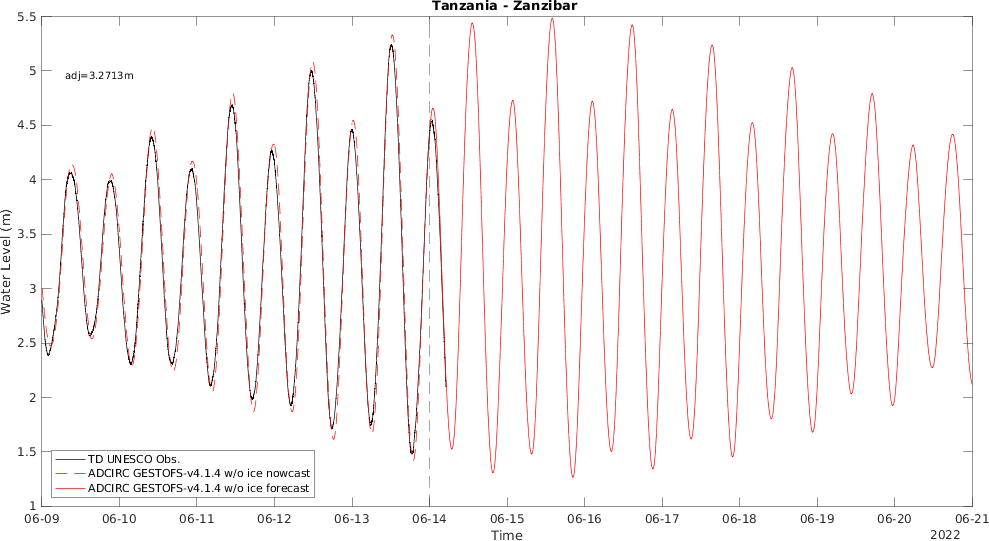 Tanzania - Zanzibar
5.5
5
4.5
4
3.5
3
2.5
2
1.5
1
Water Level (m)
adj=3.2713m
TD UNESCO Obs.
ADCIRC GESTOFS-v4.1.4 w/o ice nowcast
ADCIRC GESTOFS-v4.1.4 w/o ice forecast
06-09 06-10 06-11 06-12 06-13 06-14 06-15 06-16 06-17 06-18 06-19 06-20 06-21
Time
2022